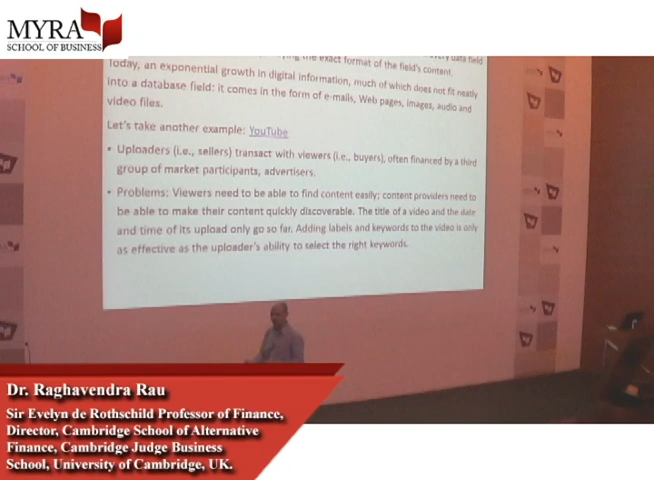 MYRA
SCHOOL OF BUSINESS
the exact format of the field's content.
Today, an exponential growth in digital information, much of which does not fit neatly
into a database field: it comes in the form of e-mails, Web pages, images, audio and
video files.
Let's take another example: YouTube
• Uploaders (i.e., sellers) transact with viewers (i.e., buyers), often financed by a third
group of market participants, advertisers.
• Problems: Viewers need to be able to find content easily; content providers need to
be able to make their content quickly discoverable. The title of a video and the date
and time of its upload only go so far. Adding labels and keywords to the video is only
as effective as the uploader's ability to select the right keywords.
Dr. Raghavendra Rau
Sir Evelyn de Rothschild Professor of Finance,
Director, Cambridge School of Alternative
Finance, Cambridge Judge Business
School, University of Cambridge, UK.